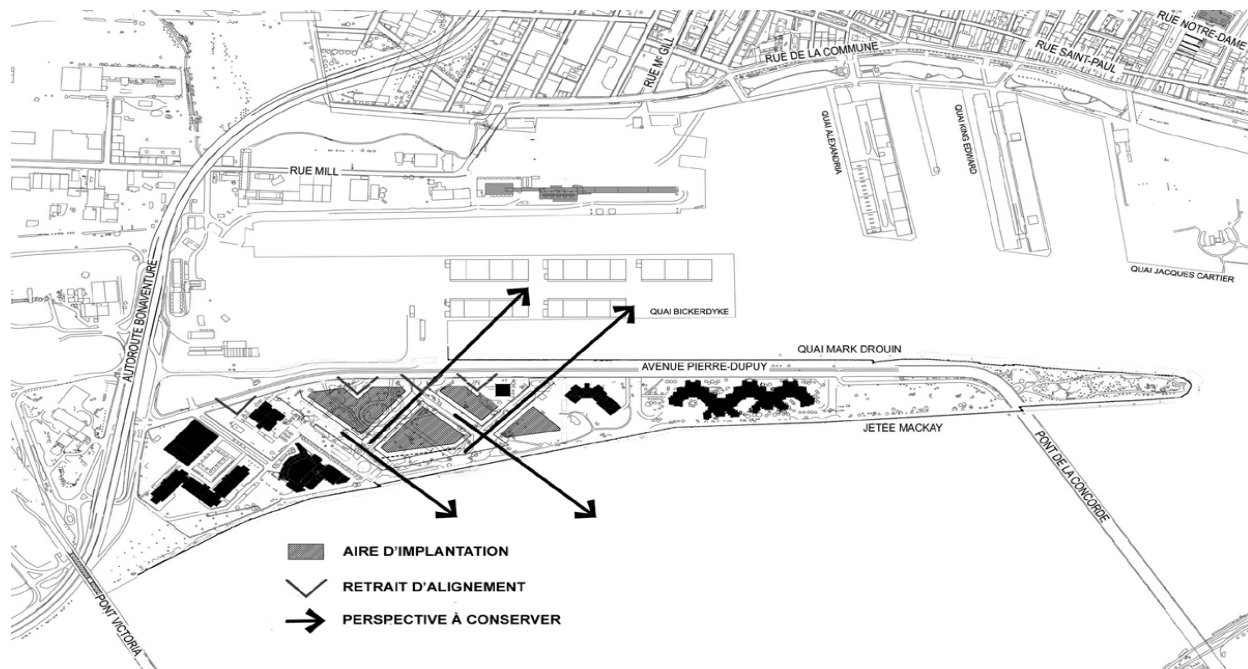 RUE NOTRE-DAME
RUE SAINT-PAUL
RUE DE LA COMMUNE
RUE McGILL
QUAI ALEXANDRIA
QUAI KING EDWARD
RUE MILL
QUAI JACQUES CARTIER
AUTOROUTE BONAVENTURE
QUAI BICKERDYKE
QUAI MARK DROUIN
AVENUE PIERRE-DUPUY
JETÉE MACKAY
PONT DE LA CONCORDE
PONT VICTORIA
AIRE D'IMPLANTATION
RETRAIT D'ALIGNEMENT
PERSPECTIVE À CONSERVER